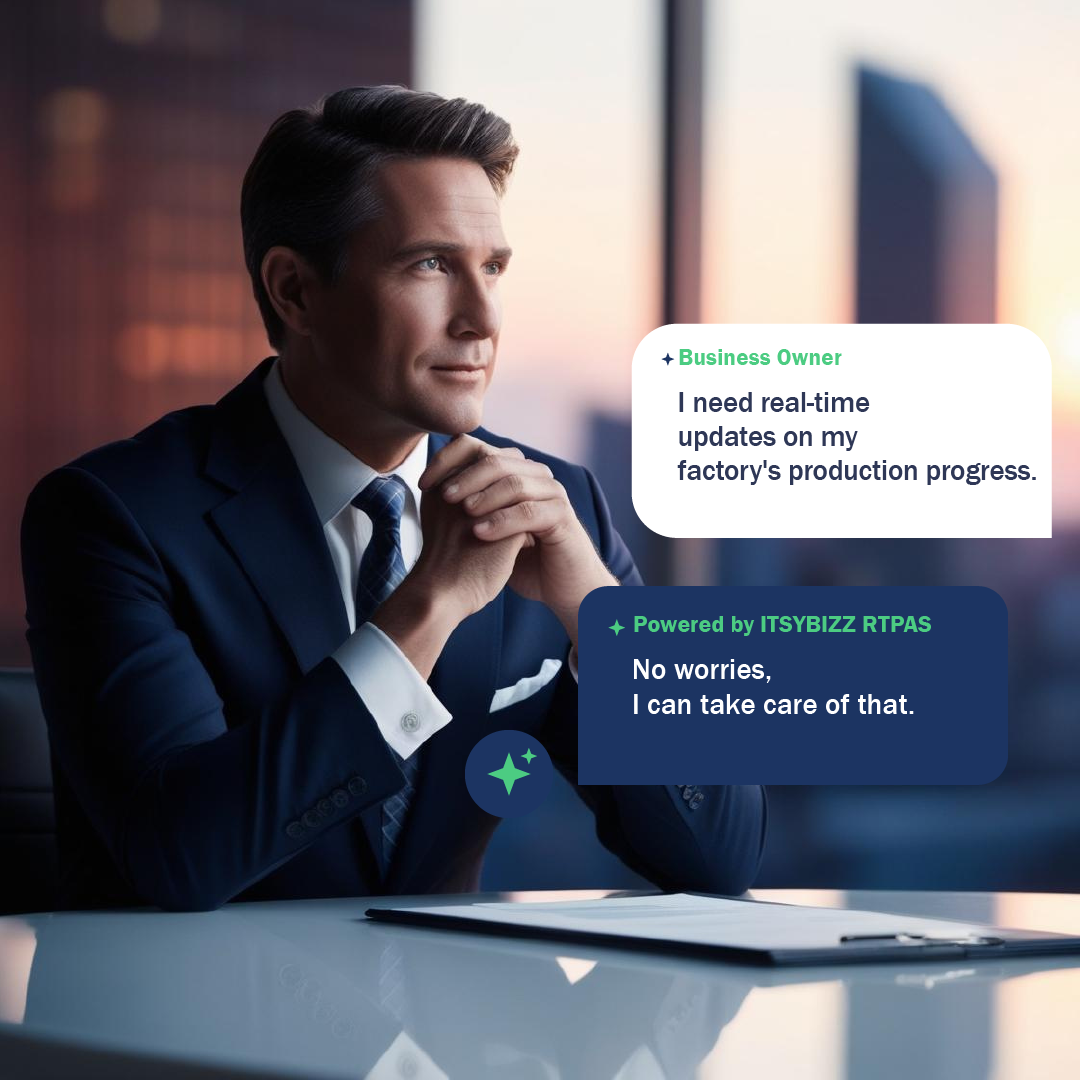 Business Owner
I need real-time
updates on my
factory's production progress.
Powered by ITSYBIZZ RTPAS
No worries,
I can take care of that.